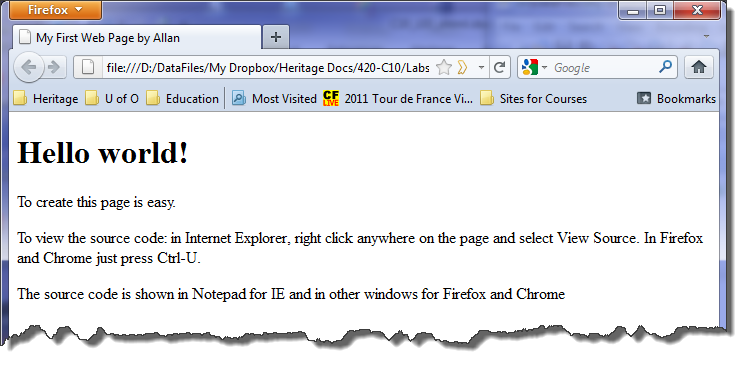 Firefox
My First Web Page by Allan
file:///D:/DataFiles/My Dropbox/Heritage Docs/420-C10/Labs
Google
Heritage U of O Education Most Visited CF LIVE 2011 Tour de France Vi... Sites for Courses Bookmarks
Hello world!
To create this page is easy.
To view the source code: in Internet Explorer, right click anywhere on the page and select View Source. In Firefox
and Chrome just press Ctrl-U.
The source code is shown in Notepad for IE and in other windows for Firefox and Chrome